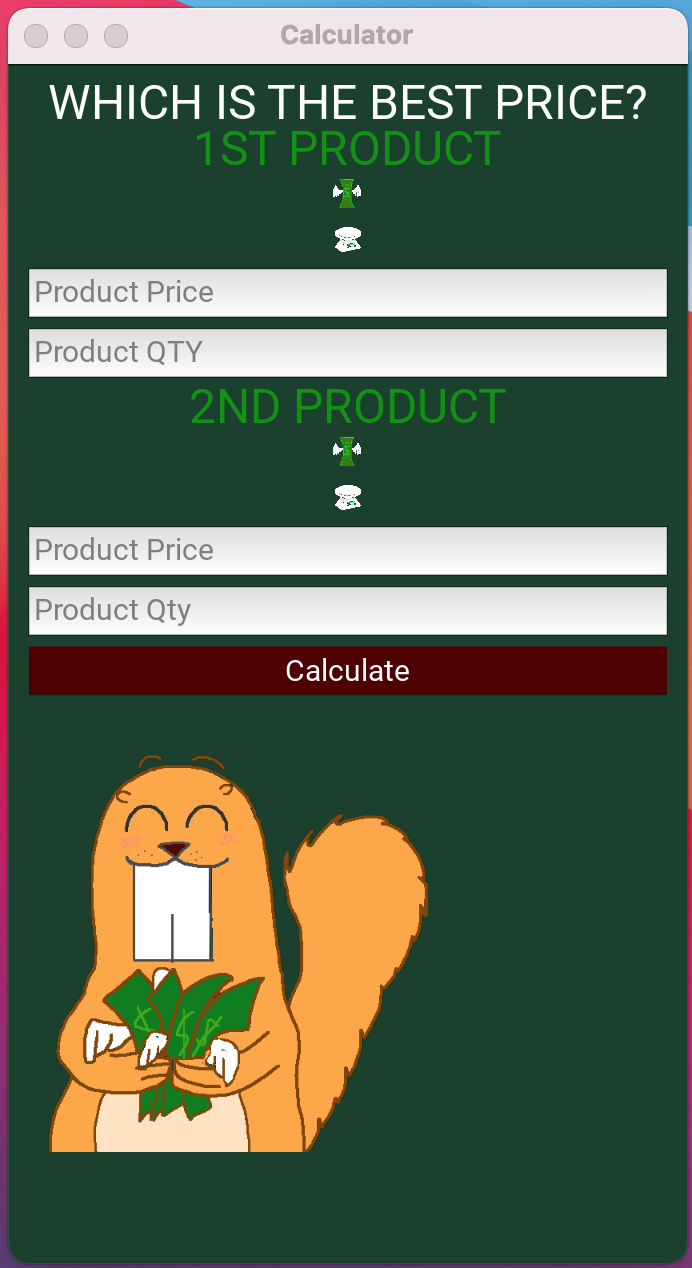 Calculator
WHICH IS THE BEST PRICE?
1ST PRODUCT
Product Price
Product QTY
2ND PRODUCT
Product Price
Product Qty
Calculate
$ $ $